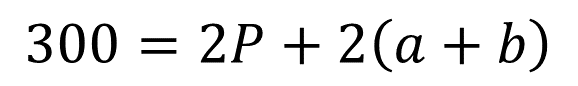 300 = 2P + 2(a + b)